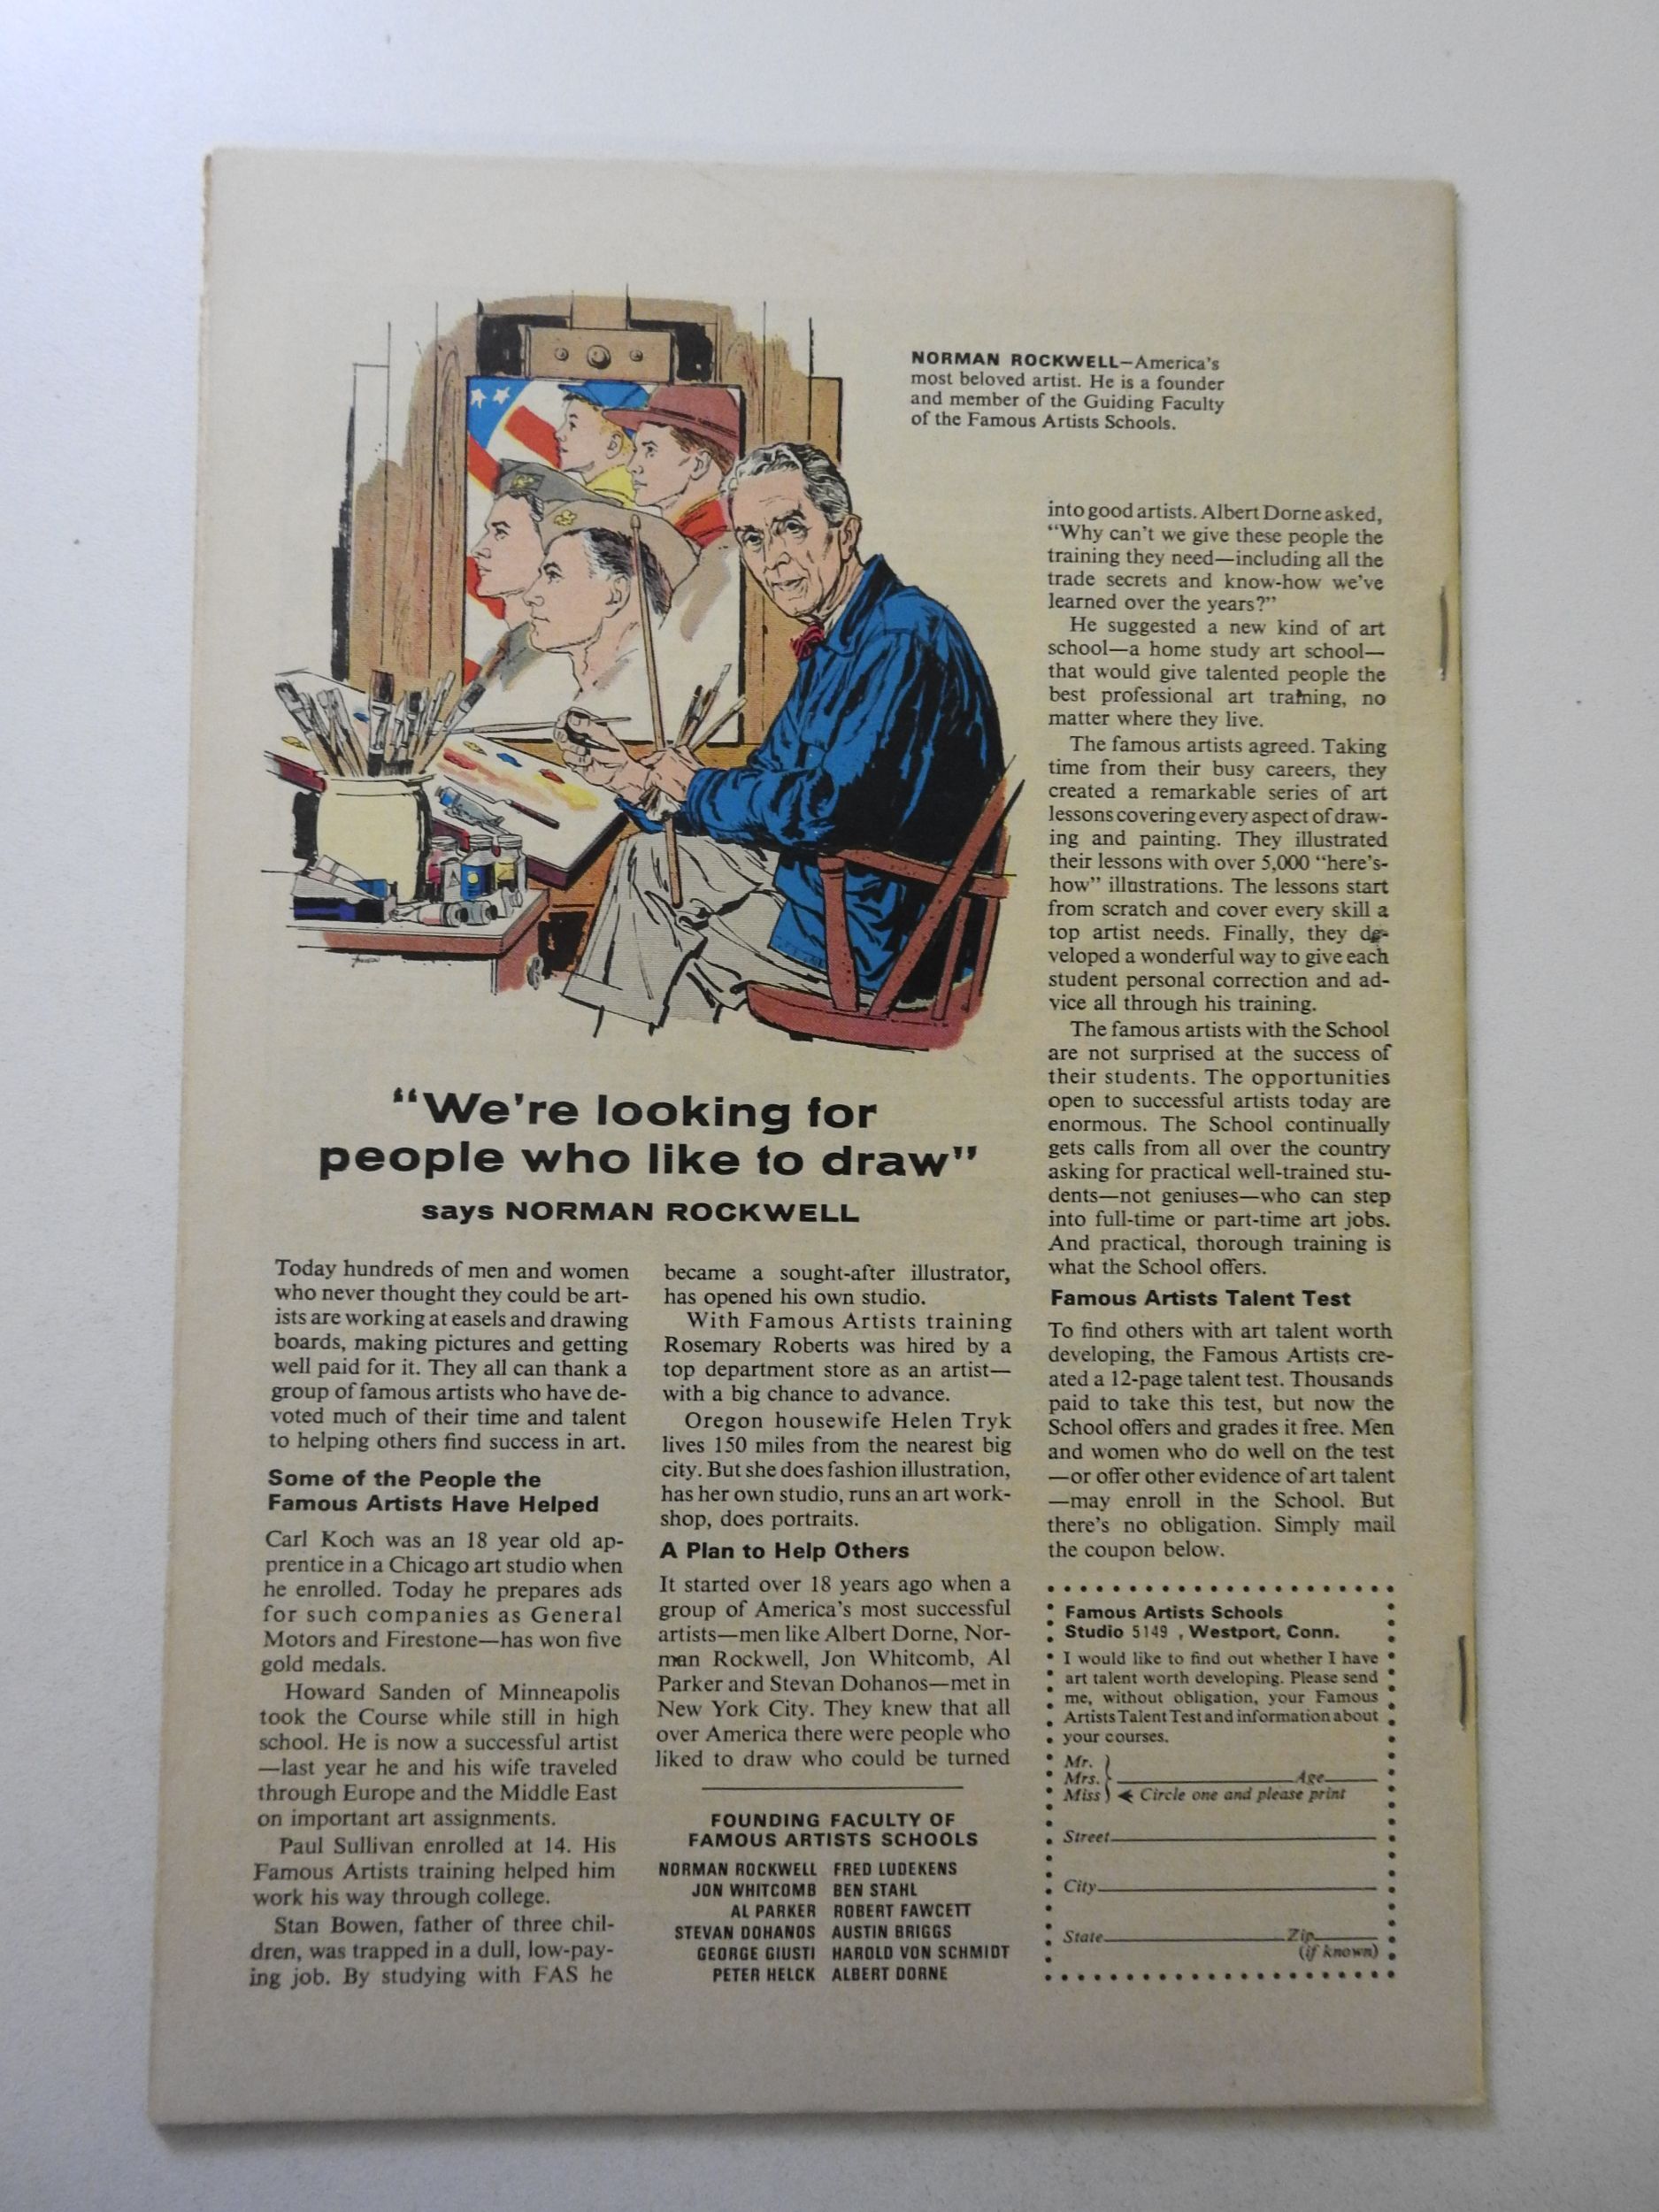 NORMAN ROCKWELL—America's
most beloved artist. He is a founder
and member of the Guiding Faculty
of the Famous Artists Schools.
"We're looking for
people who like to draw"
says NORMAN ROCKWELL
Today hundreds of men and women
who never thought they could be art-
ists are working at easels and drawing
boards, making pictures and getting
well paid for it. They all can thank a
group of famous artists who have de-
voted much of their time and talent
to helping others find success in art.
Some of the People the
Famous Artists Have Helped
Carl Koch was an 18 year old ap-
prentice in a Chicago art studio when
he enrolled. Today he prepares ads
for such companies as General
Motors and Firestone—has won five
gold medals.
Howard Sanden of Minneapolis
took the Course while still in high
school. He is now a successful artist
—last year he and his wife traveled
through Europe and the Middle East
on important art assignments.
Paul Sullivan enrolled at 14. His
Famous Artists training helped him
work his way through college.
Stan Bowen, father of three chil-
dren, was trapped in a dull, low-pay-
ing job. By studying with FAS he
became a sought-after illustrator,
has opened his own studio.
With Famous Artists training
Rosemary Roberts was hired by a
top department store as an artist—
with a big chance to advance.
Oregon housewife Helen Tryk
lives 150 miles from the nearest big
city. But she does fashion illustration,
has her own studio, runs an art work-
shop, does portraits.
A Plan to Help Others
It started over 18 years ago when a
group of America's most successful
artists—men like Albert Dorne, Nor-
man Rockwell, Jon Whitcomb, Al
Parker and Stevan Dohanos—met in
New York City. They knew that all
over America there were people who
liked to draw who could be turned
FOUNDING FACULTY OF
FAMOUS ARTISTS SCHOOLS
NORMAN ROCKWELL FRED LUDEKENS
JON WHITCOMB BEN STAHL
AL PARKER ROBERT FAWCETT
STEVAN DOHANOS AUSTIN BRIGGS
GEORGE GIUSTI HAROLD VON SCHMIDT
PETER HELCK ALBERT DORNE
into good artists. Albert Dorne asked,
"Why can't we give these people the
training they need—including all the
trade secrets and know-how we've
learned over the years?"
He suggested a new kind of art
school—a home study art school—
that would give talented people the
best professional art training, no
matter where they live.
The famous artists agreed. Taking
time from their busy careers, they
created a remarkable series of art
lessons covering every aspect of draw-
ing and painting. They illustrated
their lessons with over 5,000 "here's-
how" illustrations. The lessons start
from scratch and cover every skill a
top artist needs. Finally, they de-
veloped a wonderful way to give each
student personal correction and ad-
vice all through his training.
The famous artists with the School
are not surprised at the success of
their students. The opportunities
open to successful artists today are
enormous. The School continually
gets calls from all over the country
asking for practical well-trained stu-
dents—not geniuses—who can step
into full-time or part-time art jobs.
And practical, thorough training is
what the School offers.
Famous Artists Talent Test
To find others with art talent worth
developing, the Famous Artists cre-
ated a 12-page talent test. Thousands
paid to take this test, but now the
School offers and grades it free. Men
and women who do well on the test
—or offer other evidence of art talent
—may enroll in the School. But
there's no obligation. Simply mail
the coupon below.
Famous Artists Schools
Studio 5149 , Westport, Conn.
I would like to find out whether I have
art talent worth developing. Please send
me, without obligation, your Famous
Artists Talent Test and information about
your courses.
Mr.
Mrs. Age
Miss Circle one and please print
Street
City
State Zip
(if known)